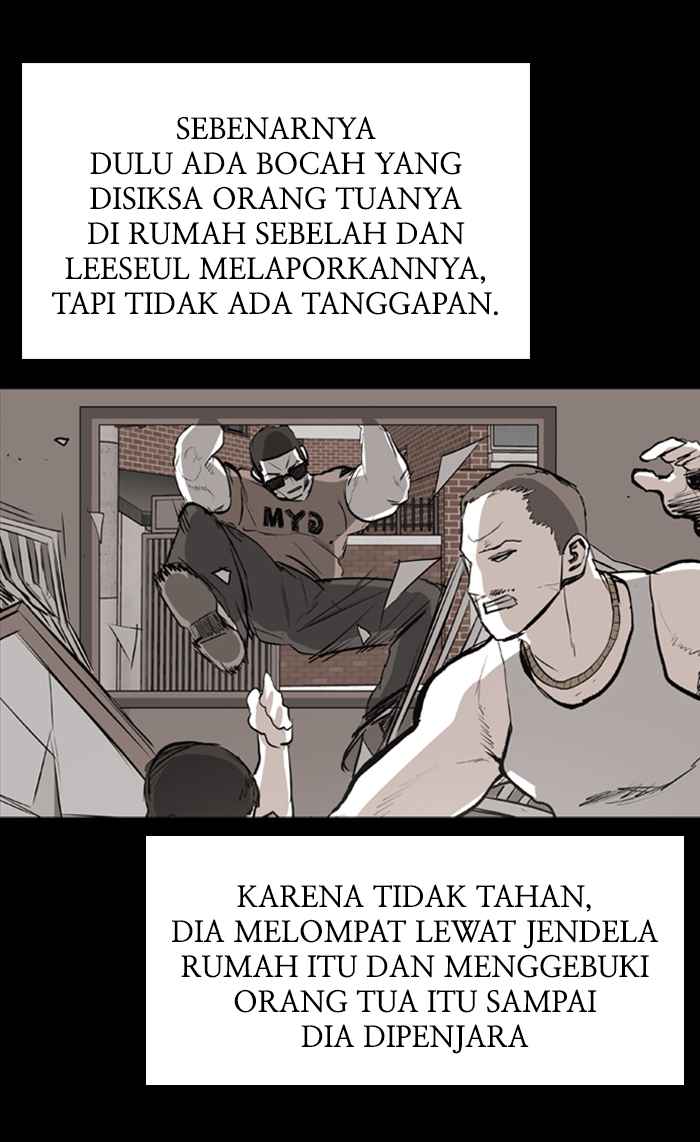 SEBENARNYA
DULU ADA BOCAH YANG
DISIKSA ORANG TUANYA
DI RUMAH SEBELAH DAN
LEESEUL MELAPORKANNYA,
TAPI TIDAK ADA TANGGAPAN.
MYD
KARENA TIDAK TAHAN,
DIA MELOMPAT LEWAT JENDELA
RUMAH ITU DAN MENGGEBUKI
ORANG TUA ITU SAMPAI
DIA DIPENJARA